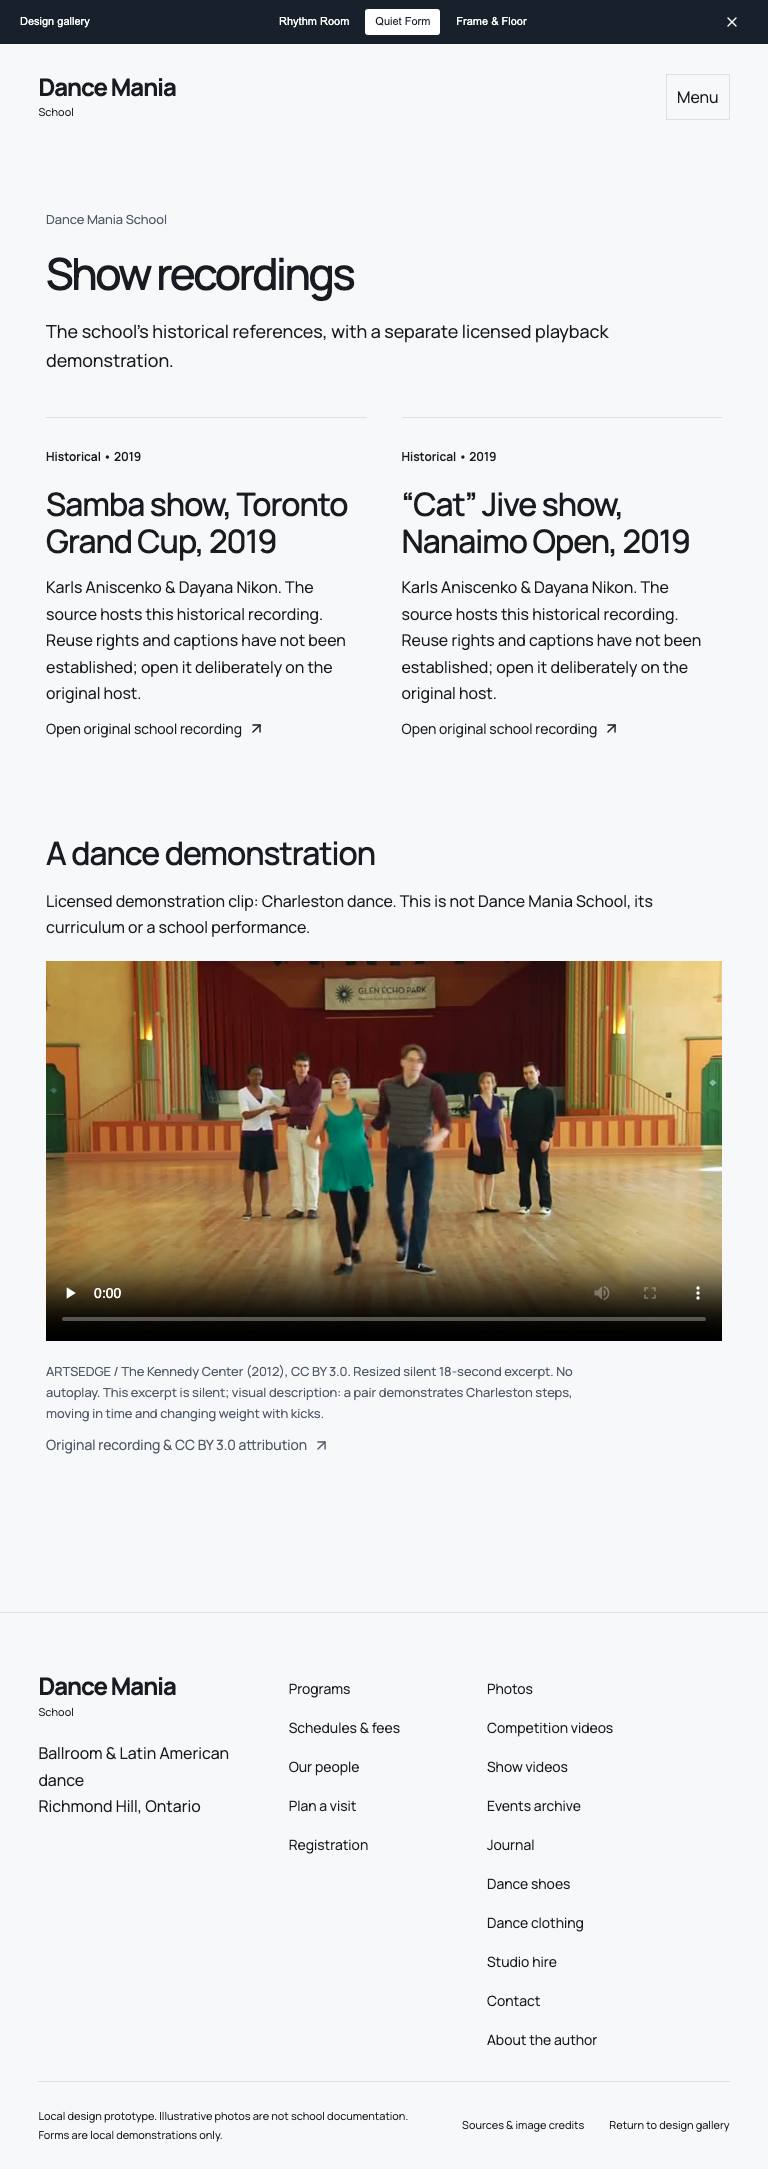 Design gallery
Rhythm Room
Quiet Form
Frame & Floor
Dance Mania
School
Menu
Dance Mania School
Show recordings
The school’s historical references, with a separate licensed playback
demonstration.
Historical • 2019
Samba show, Toronto
Grand Cup, 2019
Karls Aniscenko & Dayana Nikon. The
source hosts this historical recording.
Reuse rights and captions have not been
established; open it deliberately on the
original host.
Open original school recording
Historical • 2019
“Cat” Jive show,
Nanaimo Open, 2019
Karls Aniscenko & Dayana Nikon. The
source hosts this historical recording.
Reuse rights and captions have not been
established; open it deliberately on the
original host.
Open original school recording
A dance demonstration
Licensed demonstration clip: Charleston dance. This is not Dance Mania School, its
curriculum or a school performance.
GLEN ECHO PARK
0:00
ARTSEDGE / The Kennedy Center (2012), CC BY 3.0. Resized silent 18-second excerpt. No
autoplay. This excerpt is silent; visual description: a pair demonstrates Charleston steps,
moving in time and changing weight with kicks.
Original recording & CC BY 3.0 attribution
Dance Mania
School
Ballroom & Latin American
dance
Richmond Hill, Ontario
Programs
Schedules & fees
Our people
Plan a visit
Registration
Photos
Competition videos
Show videos
Events archive
Journal
Dance shoes
Dance clothing
Studio hire
Contact
About the author
Local design prototype. Illustrative photos are not school documentation.
Forms are local demonstrations only.
Sources & image credits
Return to design gallery